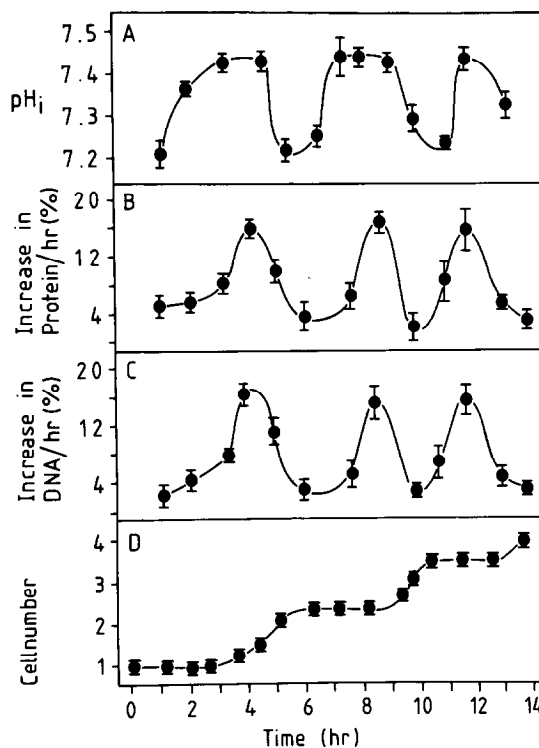 A
pHi
7.5
7.4
7.3
7.2
B
Increase in
Protein/hr(%)
20
12
4
C
Increase in
DNA/hr(%)
20
12
4
D
Cellnumber
4
3
2
1
0 2 4 6 8 10 12 14
Time (hr)